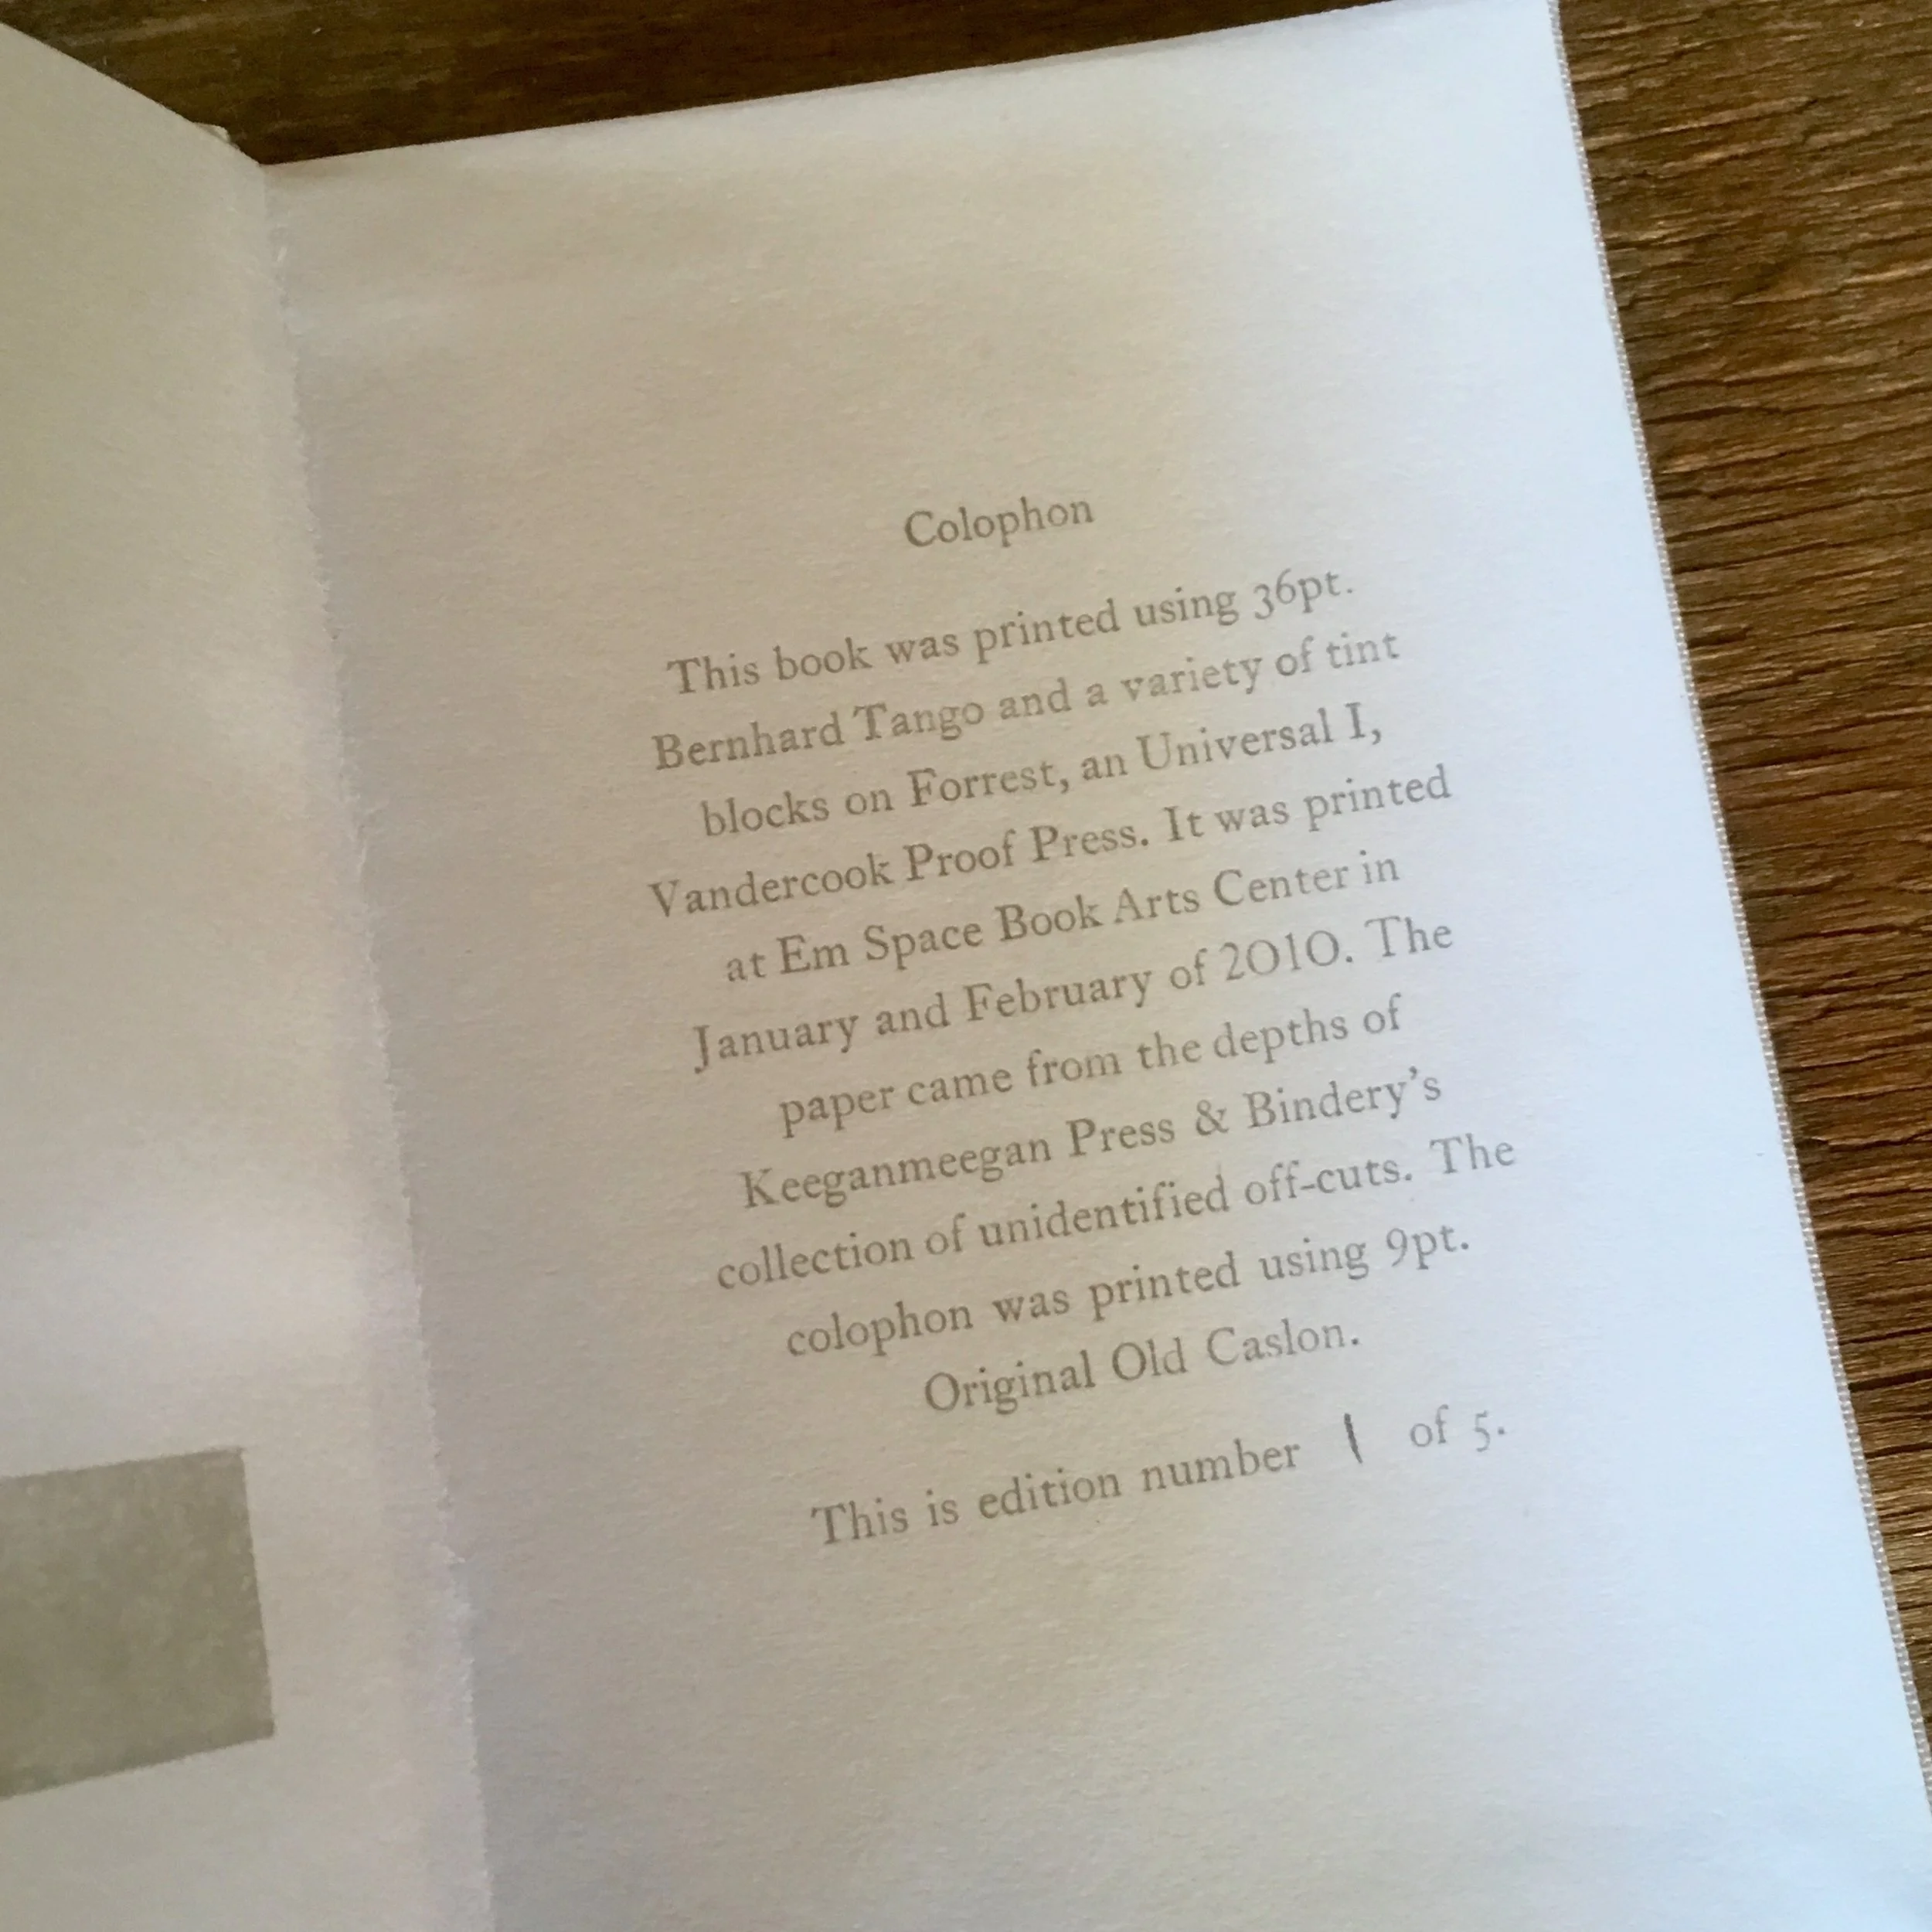 Colophon
This book was printed using 36pt.
Bernhard Tango and a variety of tint
blocks on Forrest, an Universal I,
Vandercook Proof Press. It was printed
at Em Space Book Arts Center in
January and February of 2010. The
paper came from the depths of
Keeganmeegan Press & Bindery's
collection of unidentified off-cuts. The
colophon was printed using 9pt.
Original Old Caslon.
This is edition number 1 of 5.